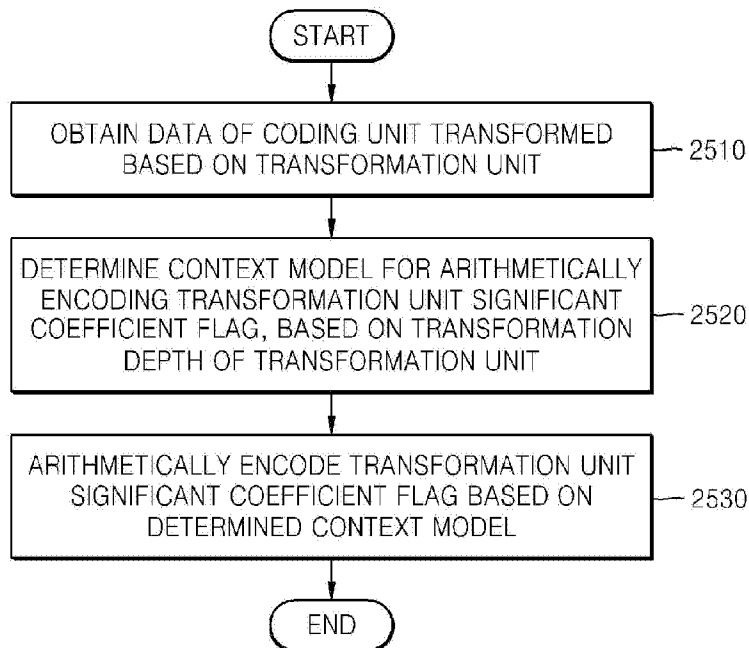 START
OBTAIN DATA OF CODING UNIT TRANSFORMED
BASED ON TRANSFORMATION UNIT
2510
DETERMINE CONTEXT MODEL FOR ARITHMETICALLY
ENCODING TRANSFORMATION UNIT SIGNIFICANT
COEFFICIENT FLAG, BASED ON TRANSFORMATION
DEPTH OF TRANSFORMATION UNIT
2520
ARITHMETICALLY ENCODE TRANSFORMATION UNIT
SIGNIFICANT COEFFICIENT FLAG BASED ON
DETERMINED CONTEXT MODEL
2530
END